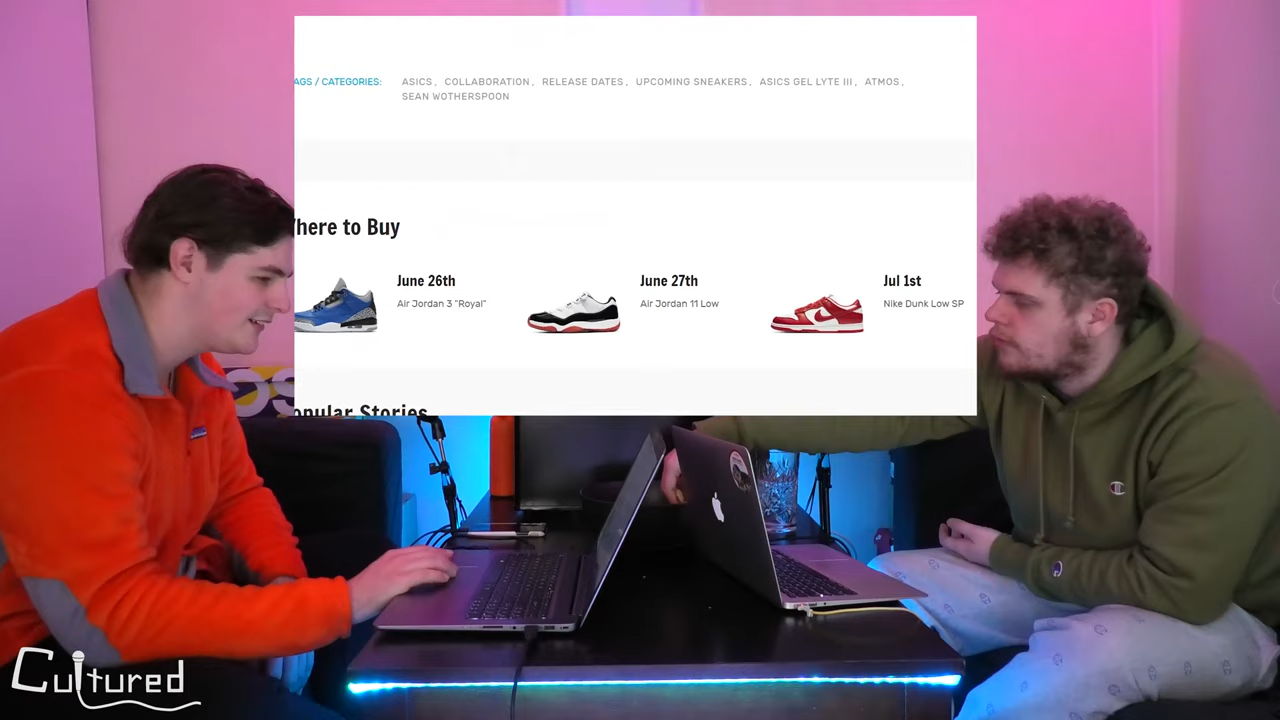 AGS / CATEGORIES: ASICS, COLLABORATION, RELEASE DATES, UPCOMING SNEAKERS, ASICS GEL LYTE III, ATMOS,
SEAN WOTHERSPOON
here to Buy
June 26th June 27th Jul 1st
Air Jordan 3 "Royal" Air Jordan 11 Low Nike Dunk Low SP
opular Stories
Cultured